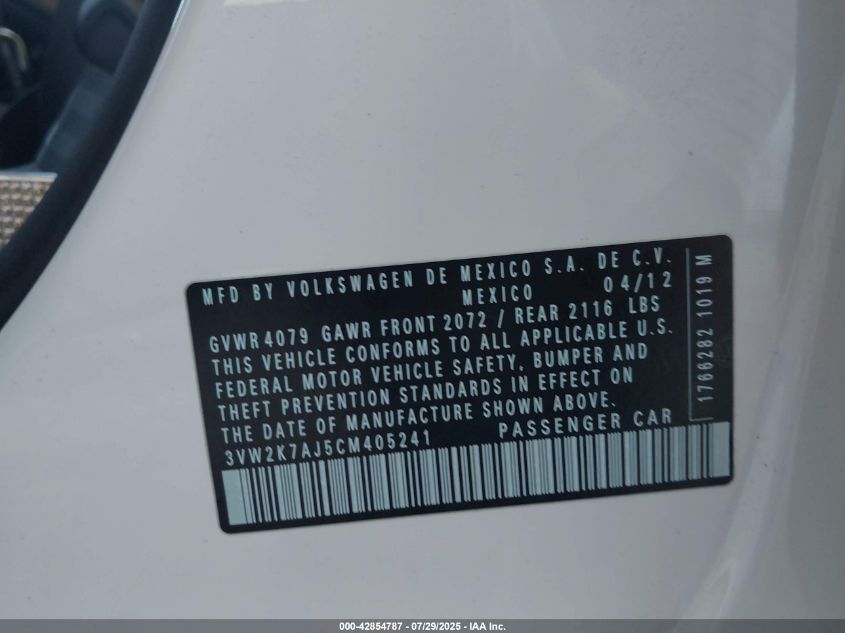 MFD BY VOLKSWAGEN DE MEXICO S.A. DE C.V.
MEXICO 04/12
GVWR 4079 GAWR FRONT 2072 / REAR 2116 LBS
THIS VEHICLE CONFORMS TO ALL APPLICABLE U.S.
FEDERAL MOTOR VEHICLE SAFETY, BUMPER AND
THEFT PREVENTION STANDARDS IN EFFECT ON
THE DATE OF MANUFACTURE SHOWN ABOVE.
3VW2K7AJ5CM405241 PASSENGER CAR
1766282 1019 M
000-42854787 - 07/29/2025 - IAA Inc.